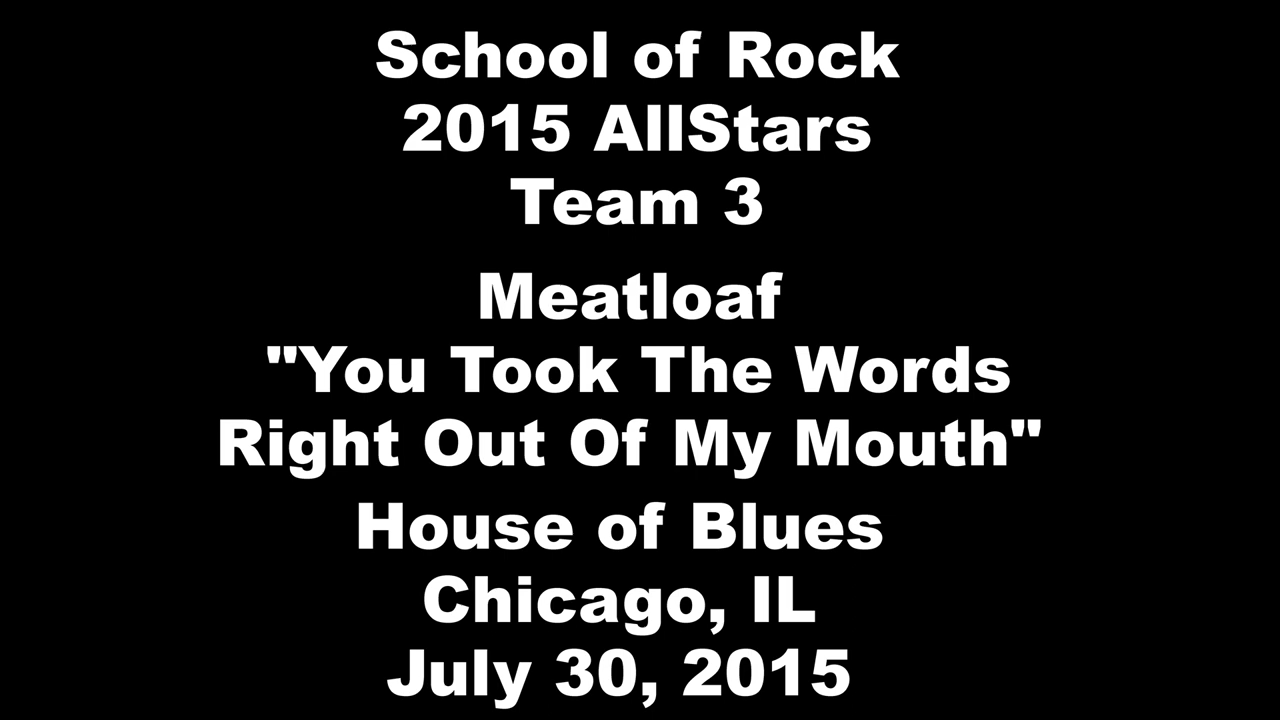 School of Rock
2015 AllStars
Team 3
Meatloaf
"You Took The Words
Right Out Of My Mouth"
House of Blues
Chicago, IL
July 30, 2015